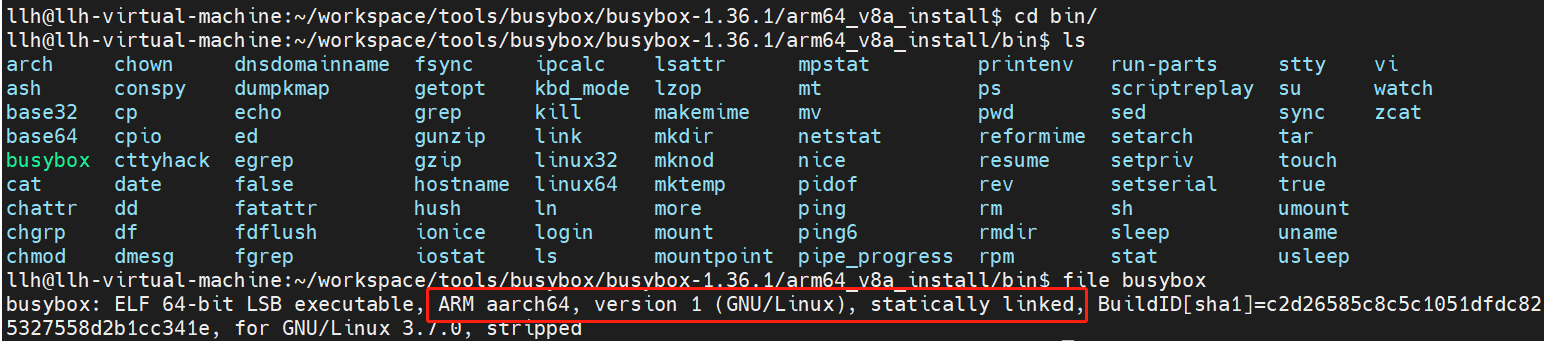 llh@llh-virtual-machine:~/workspace/tools/busybox/busybox-1.36.1/arm64_v8a_install$ cd bin/
llh@llh-virtual-machine:~/workspace/tools/busybox/busybox-1.36.1/arm64_v8a_install/bin$ ls
arch chown dnsdomainname fsync ipcalc lsattr mpstat printenv run-parts stty vi
ash conspy dumpkmap getopt kbd_mode lzop mt ps scriptreplay su watch
base32 cp echo grep kill makemime mv pwd sed sync zcat
base64 cpio ed gunzip link mkdir netstat reformime setarch tar
busybox cttyhack egrep gzip linux32 mknod nice resume setpriv touch
cat date false hostname linux64 mktemp pidof rev setserial true
chattr dd fatattr hush ln more ping rm sh umount
chgrp df fdflush ionice login mount ping6 rmdir sleep uname
chmod dmesg fgrep iostat ls mountpoint pipe_progress rpm stat usleep
llh@llh-virtual-machine:~/workspace/tools/busybox/busybox-1.36.1/arm64_v8a_install/bin$ file busybox
busybox: ELF 64-bit LSB executable, ARM aarch64, version 1 (GNU/Linux), statically linked, BuildID[sha1]=c2d26585c8c5c1051dfdc82
5327558d2b1cc341e, for GNU/Linux 3.7.0, stripped